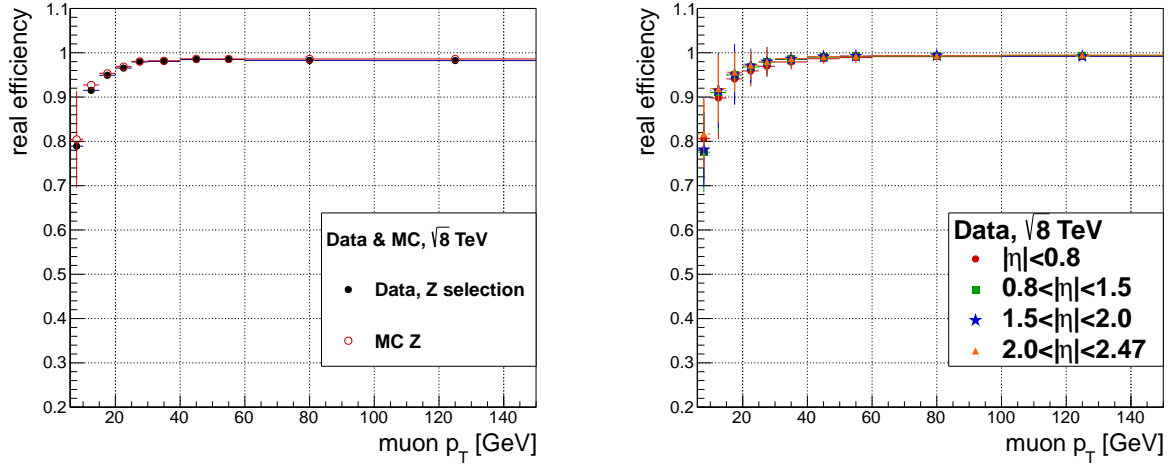 real efficiency
1.1
1
0.9
0.8
0.7
0.6
0.5
0.4
0.3
0.2
Data & MC, √8 TeV
Data, Z selection
MC Z
20 40 60 80 100 120 140
muon p_T [GeV]
real efficiency
1.1
1
0.9
0.8
0.7
0.6
0.5
0.4
0.3
0.2
Data, √8 TeV
|η|<0.8
0.8<|η|<1.5
1.5<|η|<2.0
2.0<|η|<2.47
20 40 60 80 100 120 140
muon p_T [GeV]